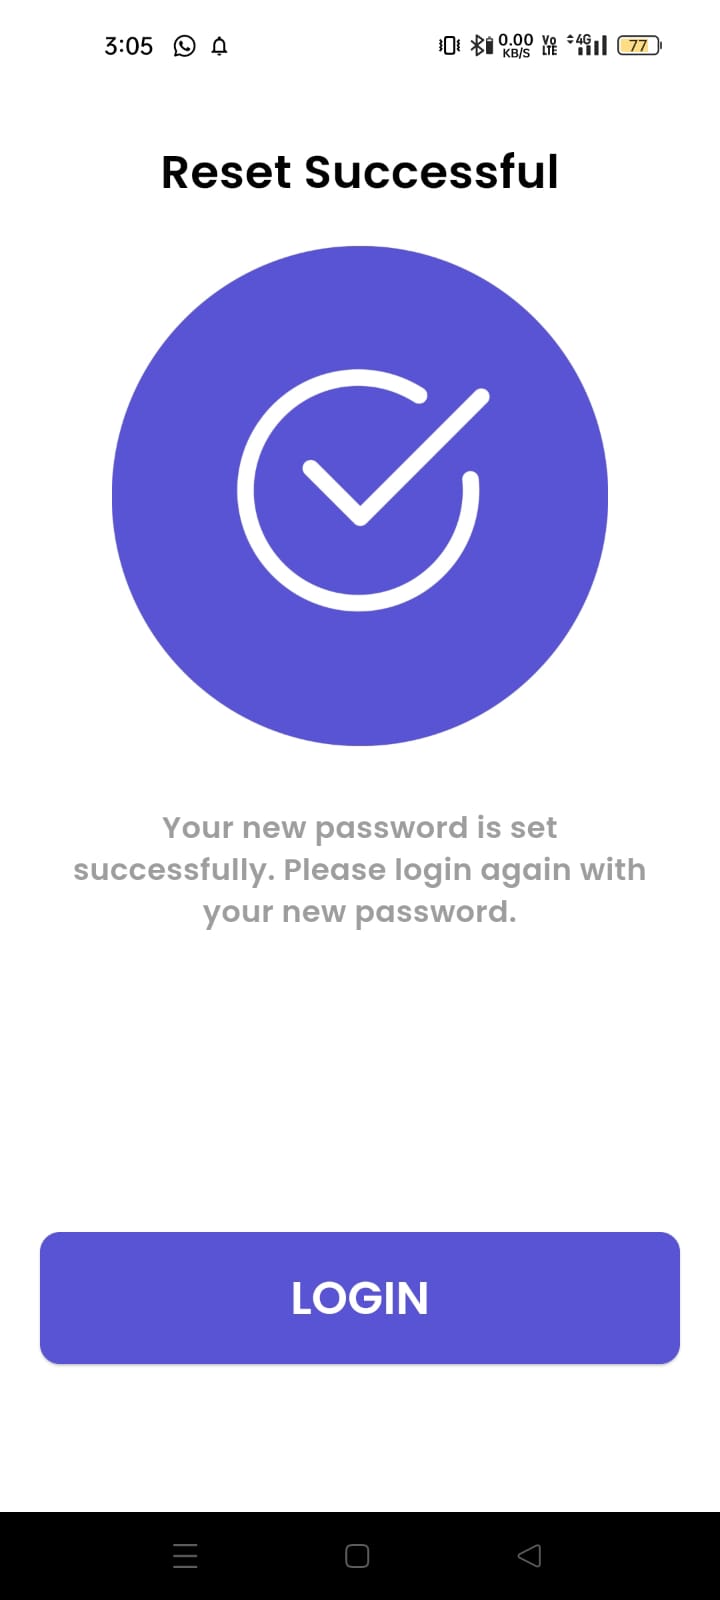 3:05 0.00 KB/S Vo LTE 4G 77
Reset Successful
Your new password is set
successfully. Please login again with
your new password.
LOGIN